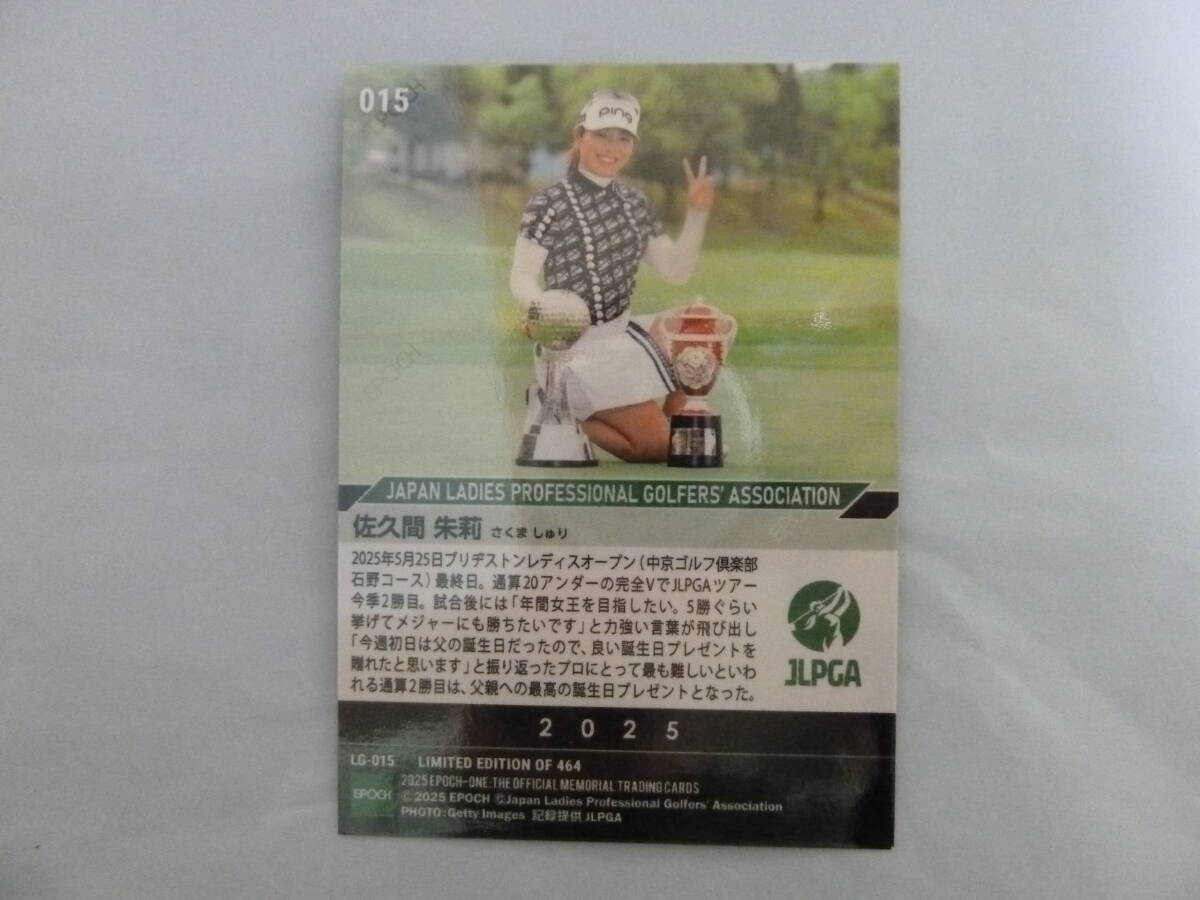 015
EPOCH
ping
EPOCH
JAPAN LADIES PROFESSIONAL GOLFERS' ASSOCIATION
EPOCH
佐久間 朱莉 さくま しゅり
2025年5月25日ブリヂストンレディスオープン(中京ゴルフ倶楽部
石野コース)最終日。通算20アンダーの完全VでJLPGAツアー
今季2勝目。試合後には「年間女王を目指したい。5勝ぐらい
挙げてメジャーにも勝ちたいです」と力強い言葉が飛び出し
「今週初日は父の誕生日だったので、良い誕生日プレゼントを
贈れたと思います」と振り返ったプロにとって最も難しいといわ
れる通算2勝目は、父親への最高の誕生日プレゼントとなった。
JLPGA
2025
LG-015 LIMITED EDITION OF 464
EPOCH
2025 EPOCH-ONE: THE OFFICIAL MEMORIAL TRADING CARDS
©2025 EPOCH ©Japan Ladies Professional Golfers' Association
PHOTO:Getty Images 記録提供 JLPGA